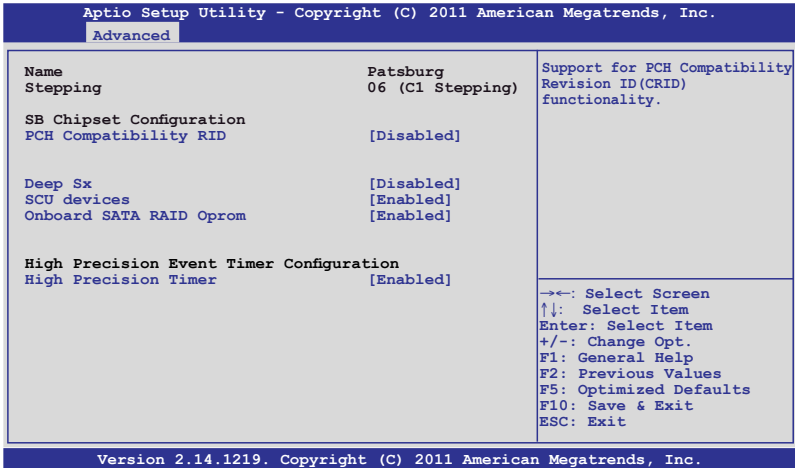 Aptio Setup Utility - Copyright (C) 2011 American Megatrends, Inc.
Advanced
Name Patsburg
Stepping 06 (C1 Stepping)
SB Chipset Configuration
PCH Compatibility RID [Disabled]
Deep Sx [Disabled]
SCU devices [Enabled]
Onboard SATA RAID Oprom [Enabled]
High Precision Event Timer Configuration
High Precision Timer [Enabled]
Support for PCH Compatibility
Revision ID(CRID)
functionality.
→←: Select Screen
↑↓: Select Item
Enter: Select Item
+/-: Change Opt.
F1: General Help
F2: Previous Values
F5: Optimized Defaults
F10: Save & Exit
ESC: Exit
Version 2.14.1219. Copyright (C) 2011 American Megatrends, Inc.